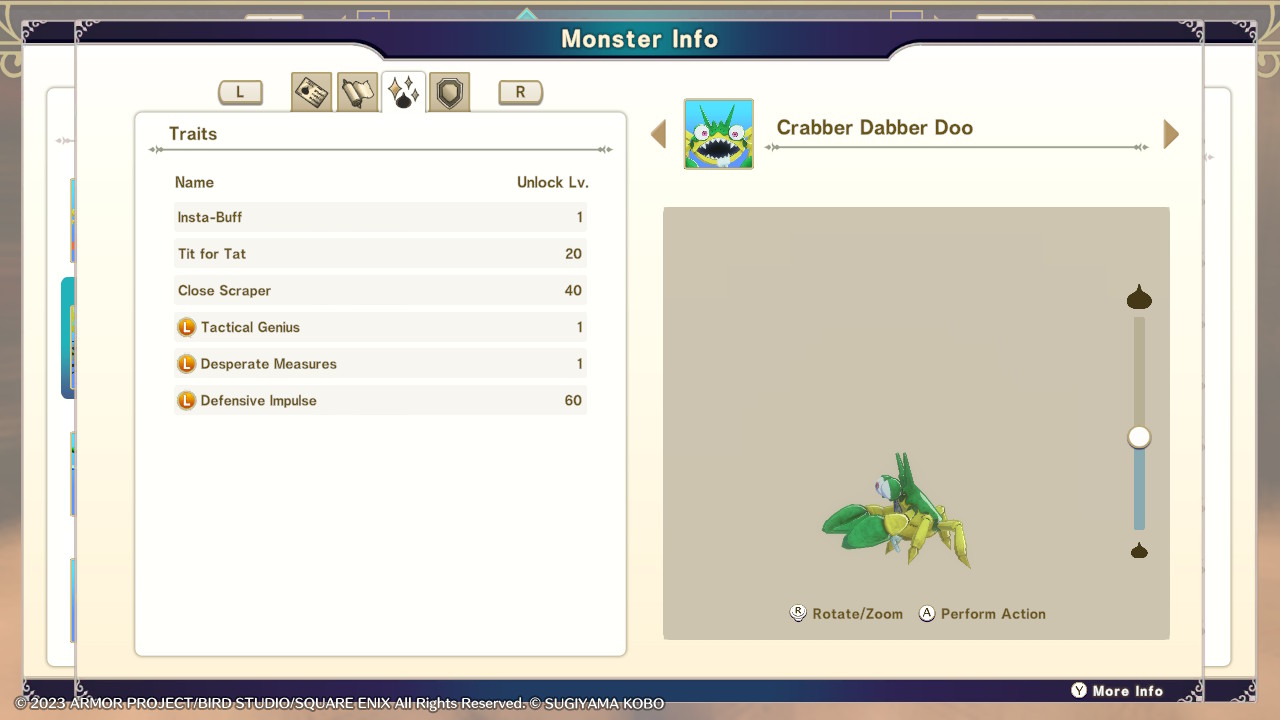 Monster Info
L
R
Traits
Name Unlock Lv.
Insta-Buff 1
Tit for Tat 20
Close Scraper 40
L Tactical Genius 1
L Desperate Measures 1
L Defensive Impulse 60
Crabber Dabber Doo
R Rotate/Zoom A Perform Action
Y More Info
© 2023 ARMOR PROJECT/BIRD STUDIO/SQUARE ENIX All Rights Reserved. © SUGIYAMA KOBO